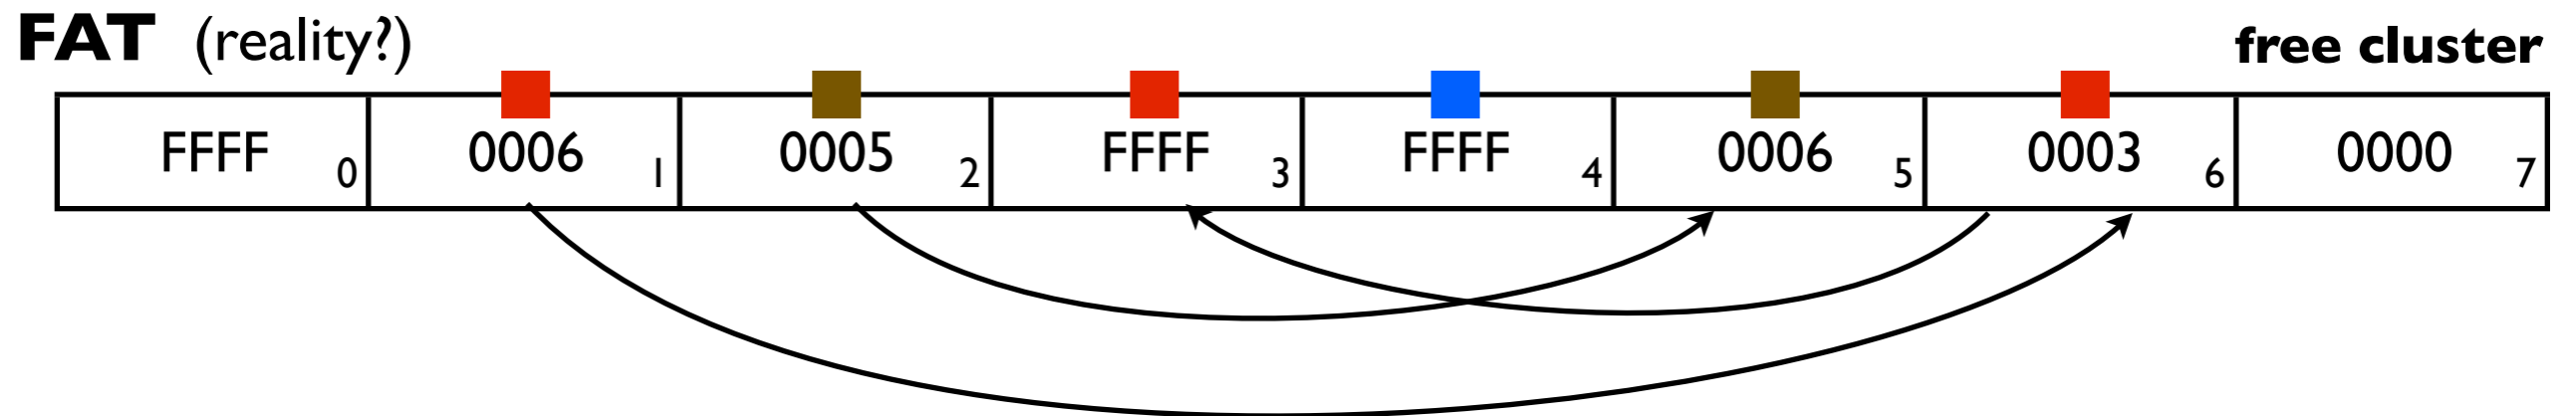 FAT (reality?)
free cluster
FFFF 0 0006 1 0005 2 FFFF 3 FFFF 4 0006 5 0003 6 0000 7